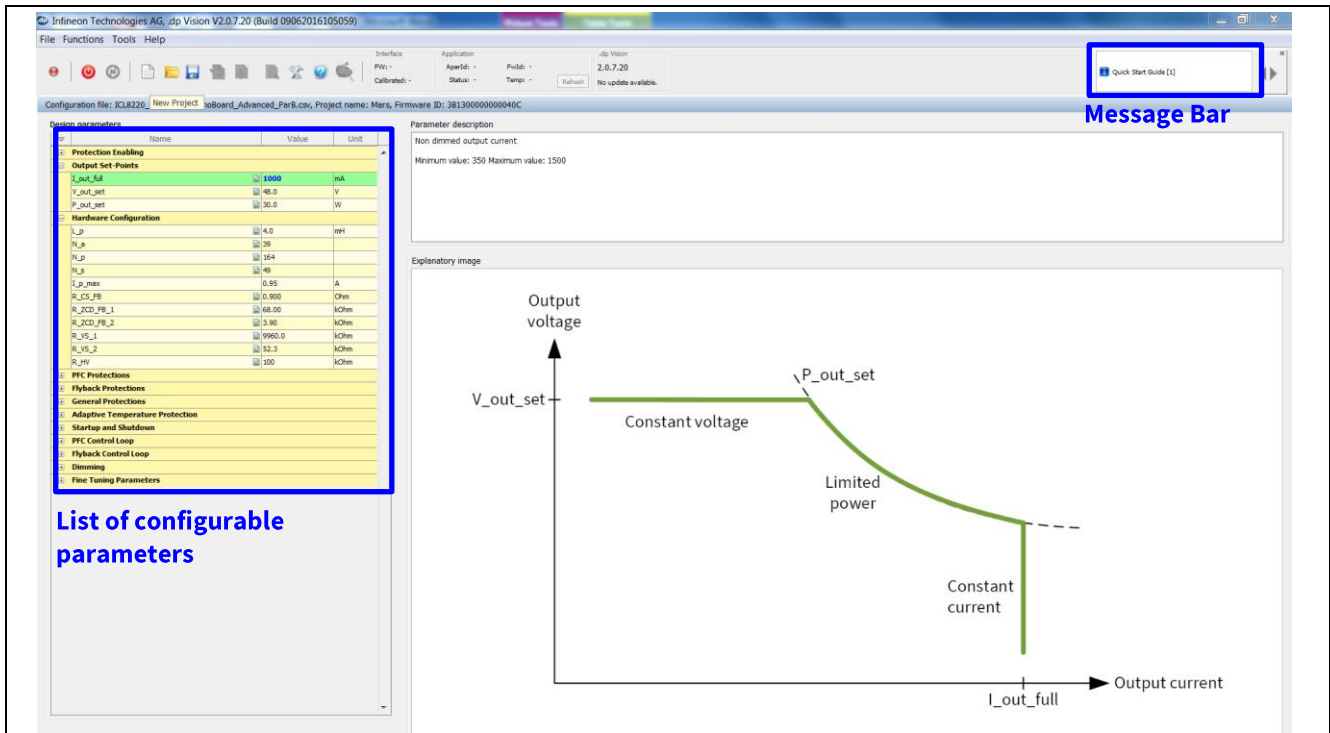 Infineon Technologies AG, .dp Vision V2.0.7.20 (Build 09062016105059)
File Functions Tools Help
Interface
PW: -
Calibrated: -
Application
AparId: - FwId: -
Status: - Temp: -
Refresh
.dp Vision
2.0.7.20
No update available.
Quick Start Guide [1]
Message Bar
Configuration file: ICL8220_
New Project
oBoard_Advanced_ParB.csv, Project name: Mars, Firmware ID: 3B1300000000040C
Design parameters
Name Value Unit
Protection Enabling
Output Set-Points
I_out_full 1000 mA
V_out_set 48.0 V
P_out_set 30.0 W
Hardware Configuration
L_p 4.0 mH
N_a 39
N_p 164
N_s 49
I_p_max 0.95 A
R_CS_FB 0.900 Ohm
R_ZCD_FB_1 68.00 kOhm
R_ZCD_FB_2 3.90 kOhm
R_VS_1 9960.0 kOhm
R_VS_2 52.3 kOhm
R_HV 100 kOhm
PFC Protections
Flyback Protections
General Protections
Adaptive Temperature Protection
Startup and Shutdown
PFC Control Loop
Flyback Control Loop
Dimming
Fine Tuning Parameters
List of configurable
parameters
Parameter description
Non dimmed output current
Minimum value: 350 Maximum value: 1500
Explanatory image
Output
voltage
P_out_set
V_out_set
Constant voltage
Limited
power
Constant
current
Output current
I_out_full